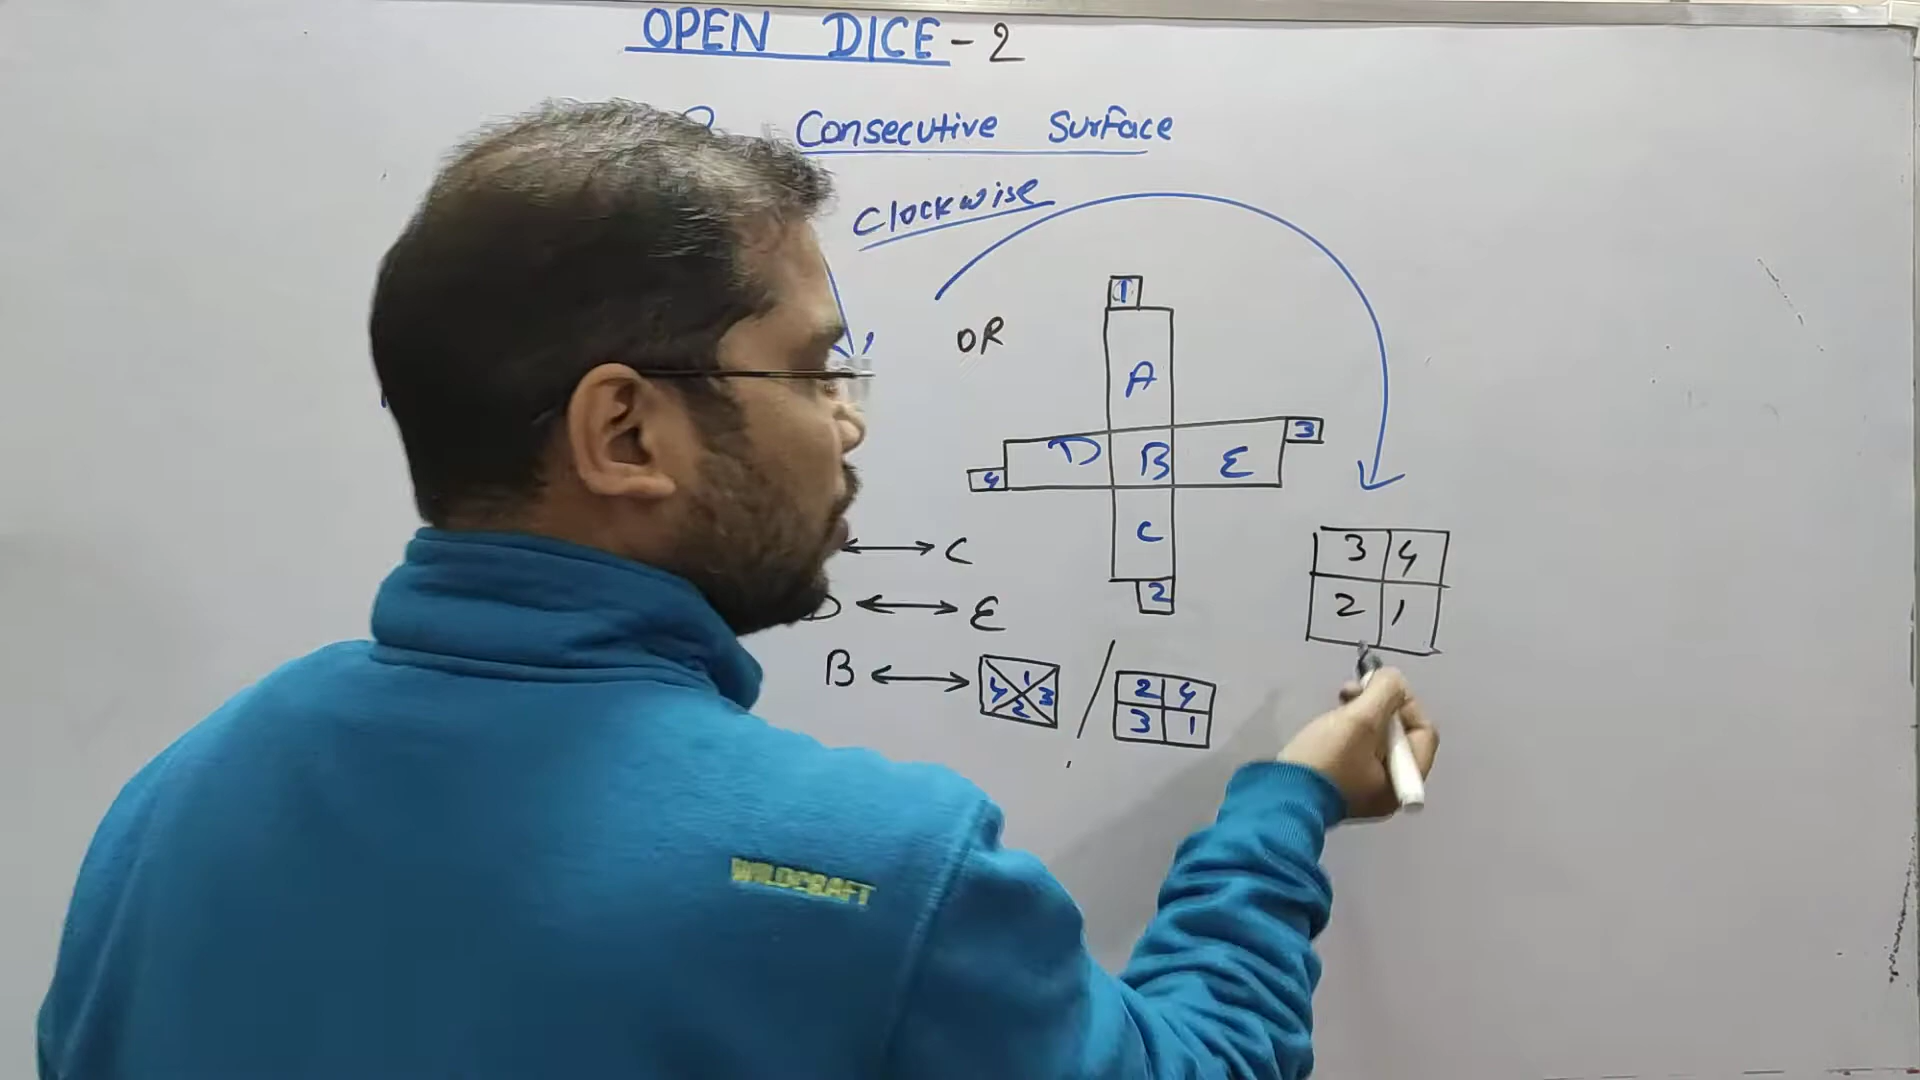 OPEN DICE - 2
Consecutive Surface
Clockwise
OR
1
A
D B E 3
4
C
2
C
D E
B
1
4 3
2
2 4
3 1
3 4
2 1
WILDCRAFT